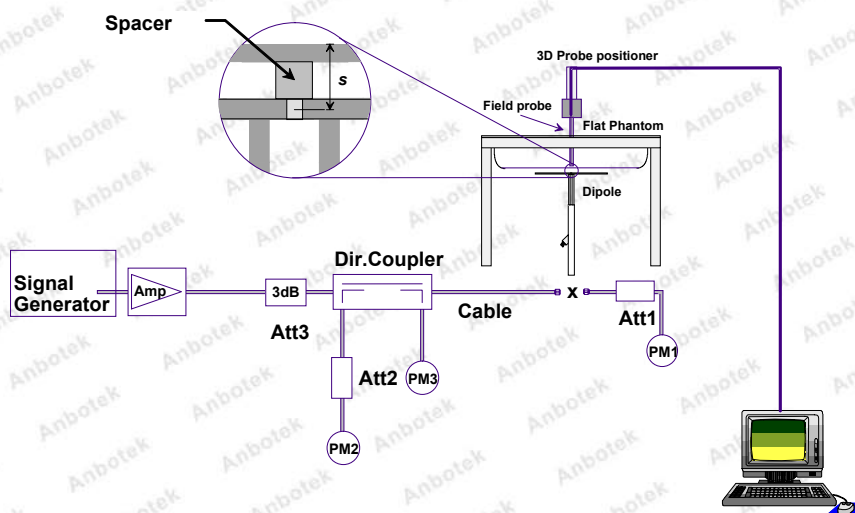 Spacer
s
3D Probe positioner
Field probe
Flat Phantom
Dipole
Signal
Generator
Amp
3dB
Att3
Dir.Coupler
Cable
x
Att1
PM1
Att2
PM3
PM2
Anbotek